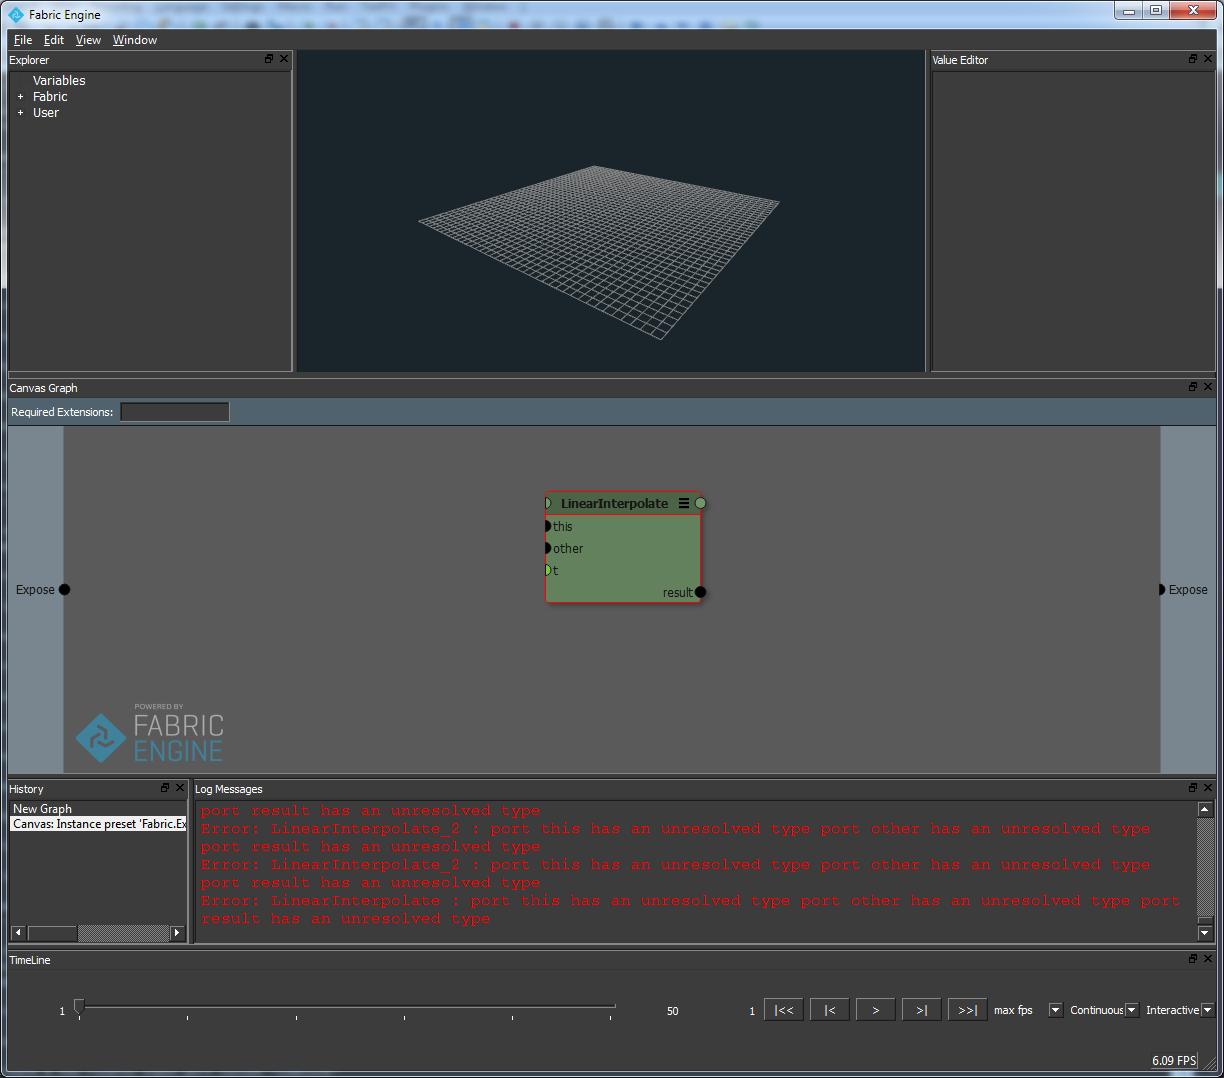 Fabric Engine
File Edit View Window
Explorer
Variables
+ Fabric
+ User
Value Editor
Canvas Graph
Required Extensions:
LinearInterpolate
this
other
t
result
Expose
Expose
POWERED BY
FABRIC
ENGINE
History
New Graph
Canvas: Instance preset 'Fabric.Ex
Log Messages
port result has an unresolved type
Error: LinearInterpolate_2 : port this has an unresolved type port other has an unresolved type
port result has an unresolved type
Error: LinearInterpolate_2 : port this has an unresolved type port other has an unresolved type
port result has an unresolved type
Error: LinearInterpolate : port this has an unresolved type port other has an unresolved type port
result has an unresolved type
TimeLine
1 50 1 |<< |< > >| >>| max fps Continuous Interactive
6.09 FPS